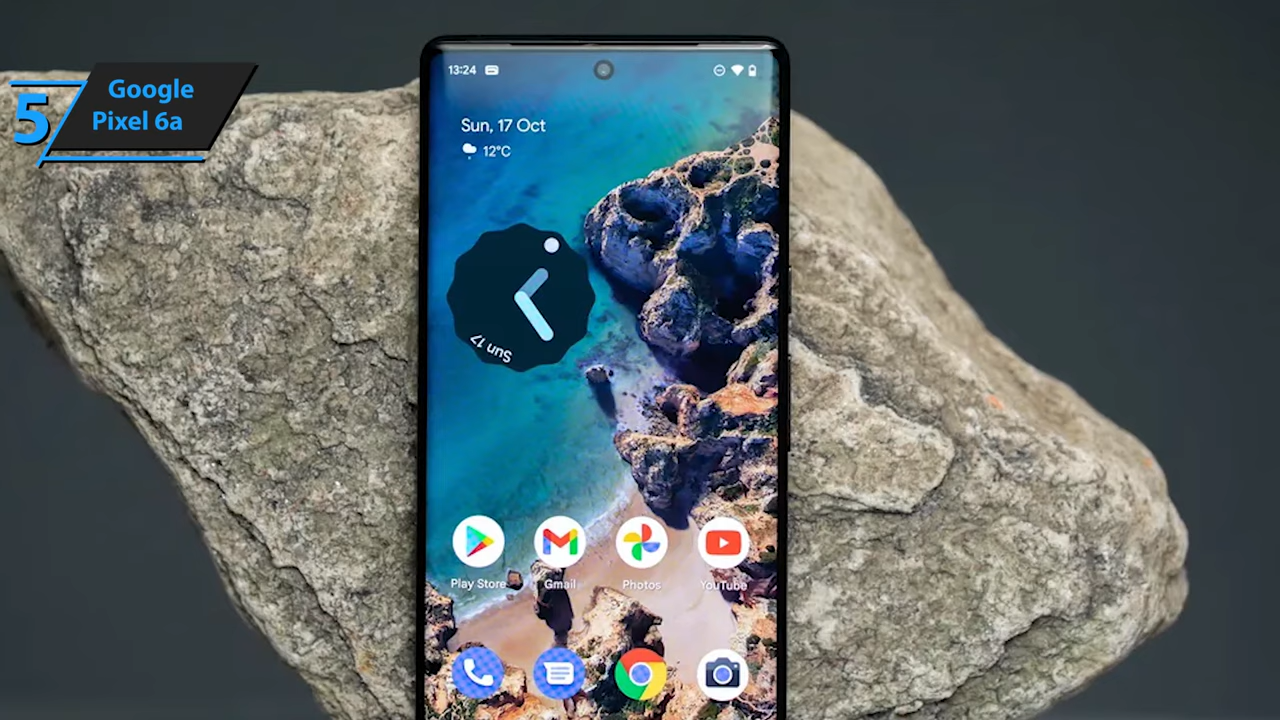 5
Google
Pixel 6a
13:24
Sun, 17 Oct
12°C
Sun 17
Play Store
Gmail
Photos
YouTube